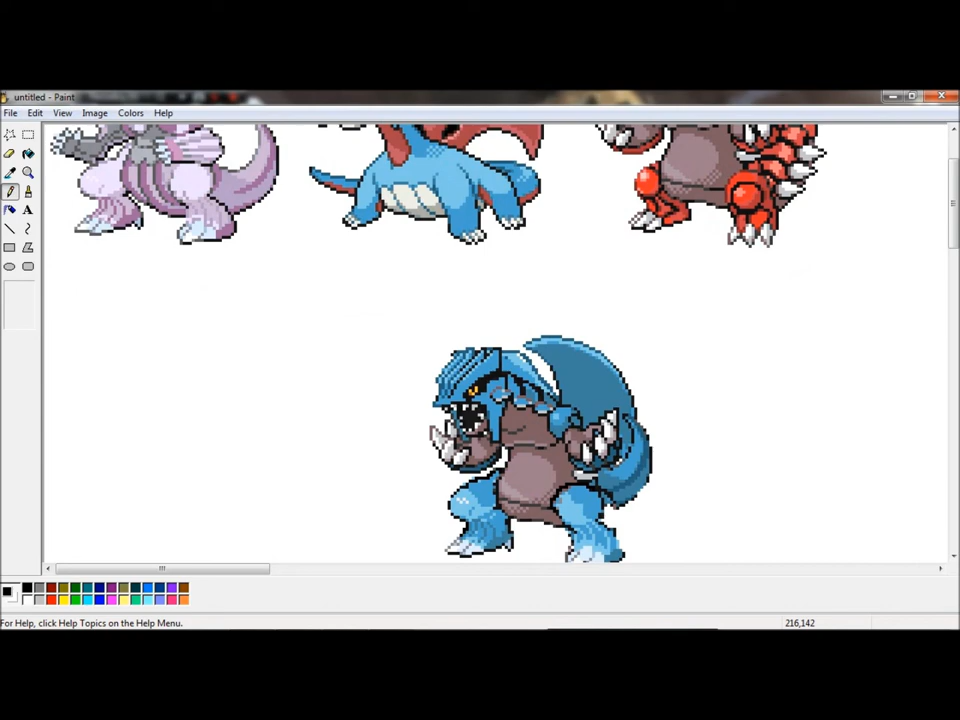 untitled - Paint
File Edit View Image Colors Help
A
For Help, click Help Topics on the Help Menu.
216,142